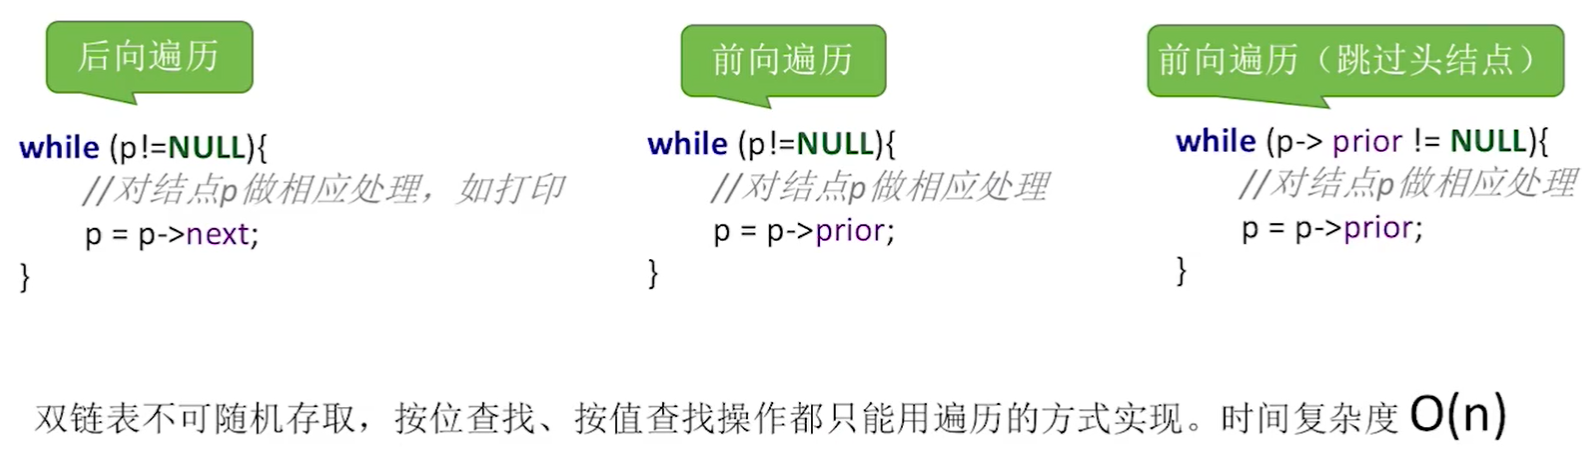 后向遍历
while (p!=NULL){
//对结点p做相应处理，如打印
p = p->next;
}
前向遍历
while (p!=NULL){
//对结点p做相应处理
p = p->prior;
}
前向遍历（跳过头结点）
while (p-> prior != NULL){
//对结点p做相应处理
p = p->prior;
}
双链表不可随机存取，按位查找、按值查找操作都只能用遍历的方式实现。时间复杂度 O(n)